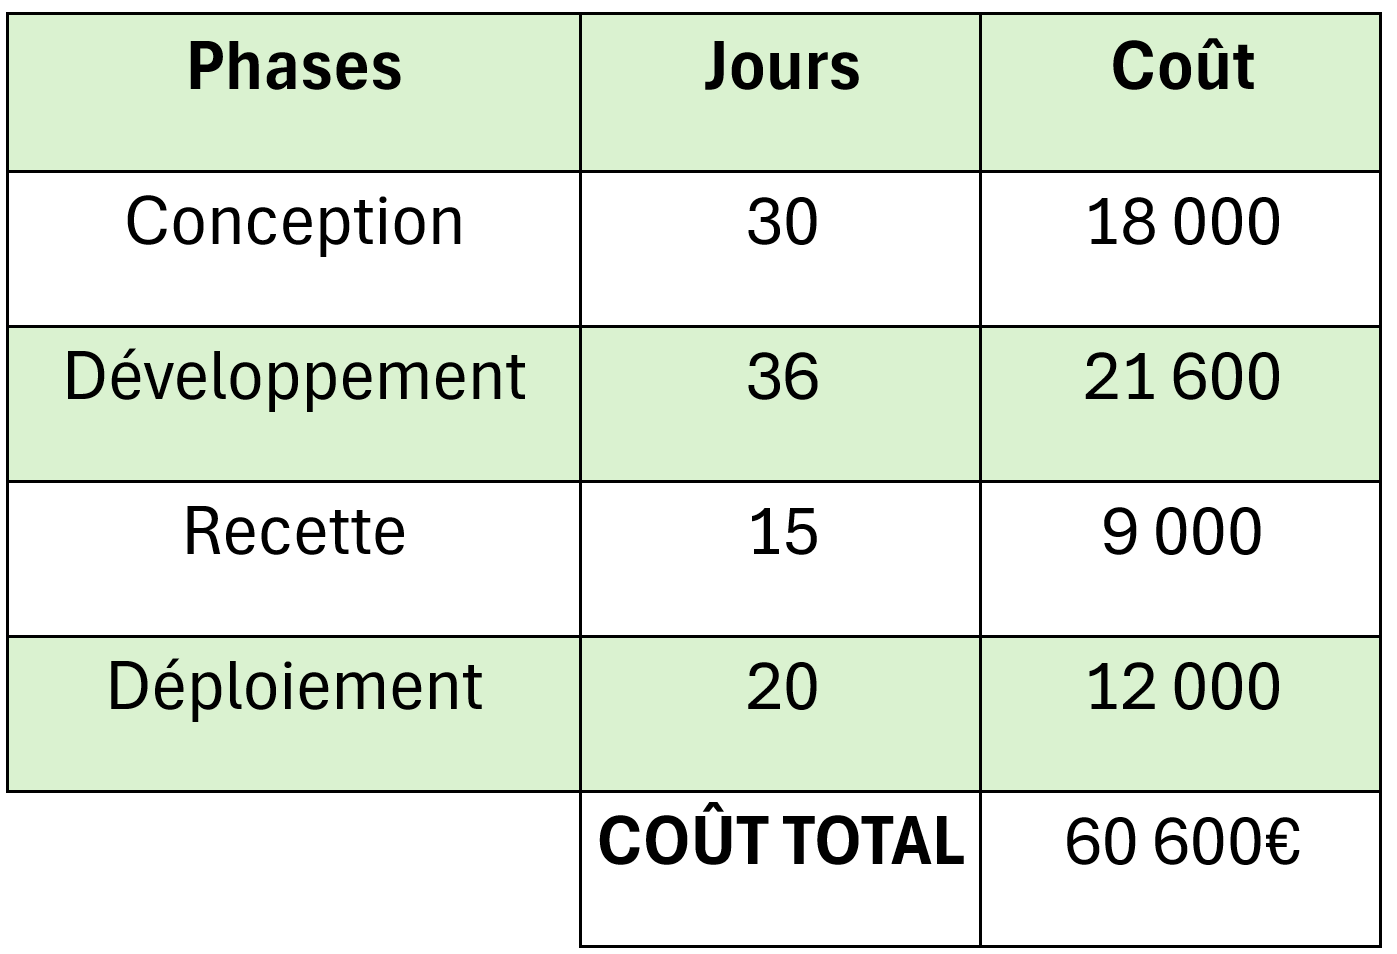 Phases Jours Coût
Conception 30 18 000
Développement 36 21 600
Recette 15 9 000
Déploiement 20 12 000
COÛT TOTAL 60 600€